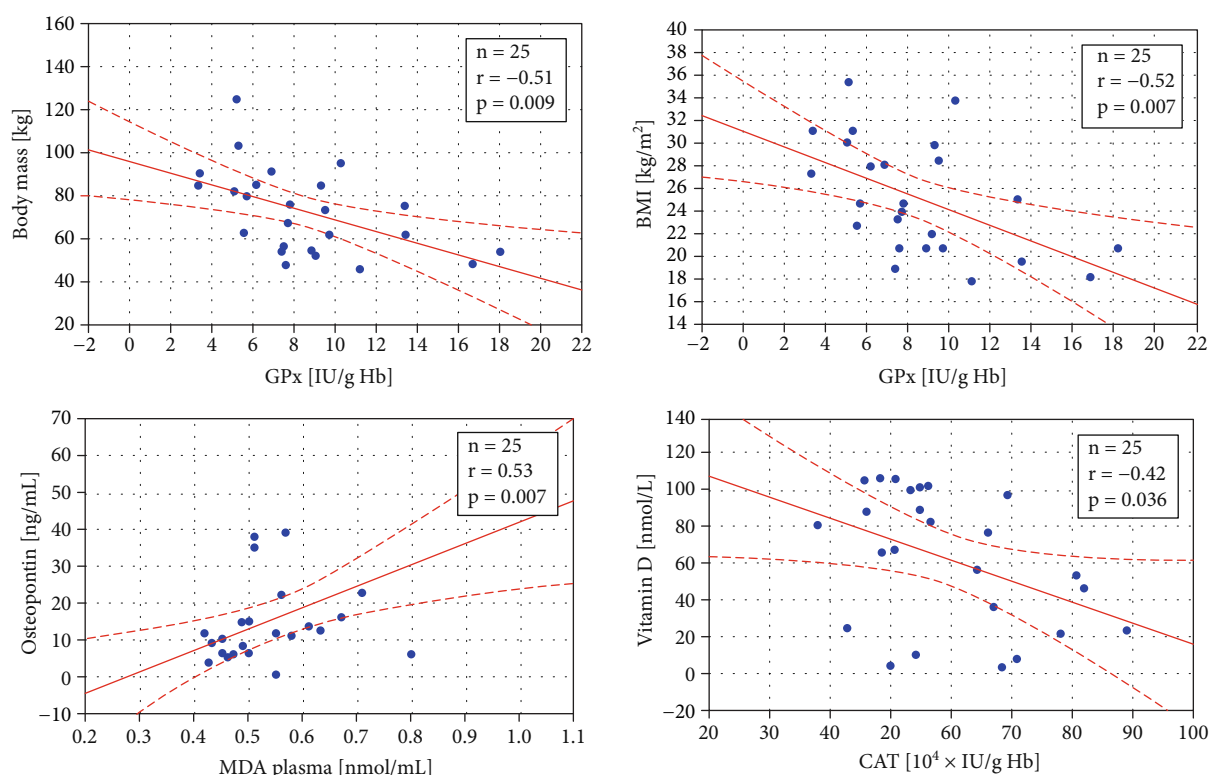 160
140
120
100
80
60
40
20
−2 0 2 4 6 8 10 12 14 16 18 20 22
Body mass [kg]
GPx [IU/g Hb]
n = 25
r = −0.51
p = 0.009
40
38
36
34
32
30
28
26
24
22
20
18
16
14
−2 0 4 6 8 10 12 14 16 18 20 22
BMI [kg/m²]
GPx [IU/g Hb]
n = 25
r = −0.52
p = 0.007
70
60
50
40
30
20
10
0
−10
0.2 0.3 0.4 0.5 0.6 0.7 0.8 0.9 1.0 1.1
Osteopontin [ng/mL]
MDA plasma [nmol/mL]
n = 25
r = 0.53
p = 0.007
140
120
100
80
60
40
20
0
−20
20 30 40 50 60 70 80 90 100
Vitamin D [nmol/L]
CAT [10⁴ × IU/g Hb]
n = 25
r = −0.42
p = 0.036